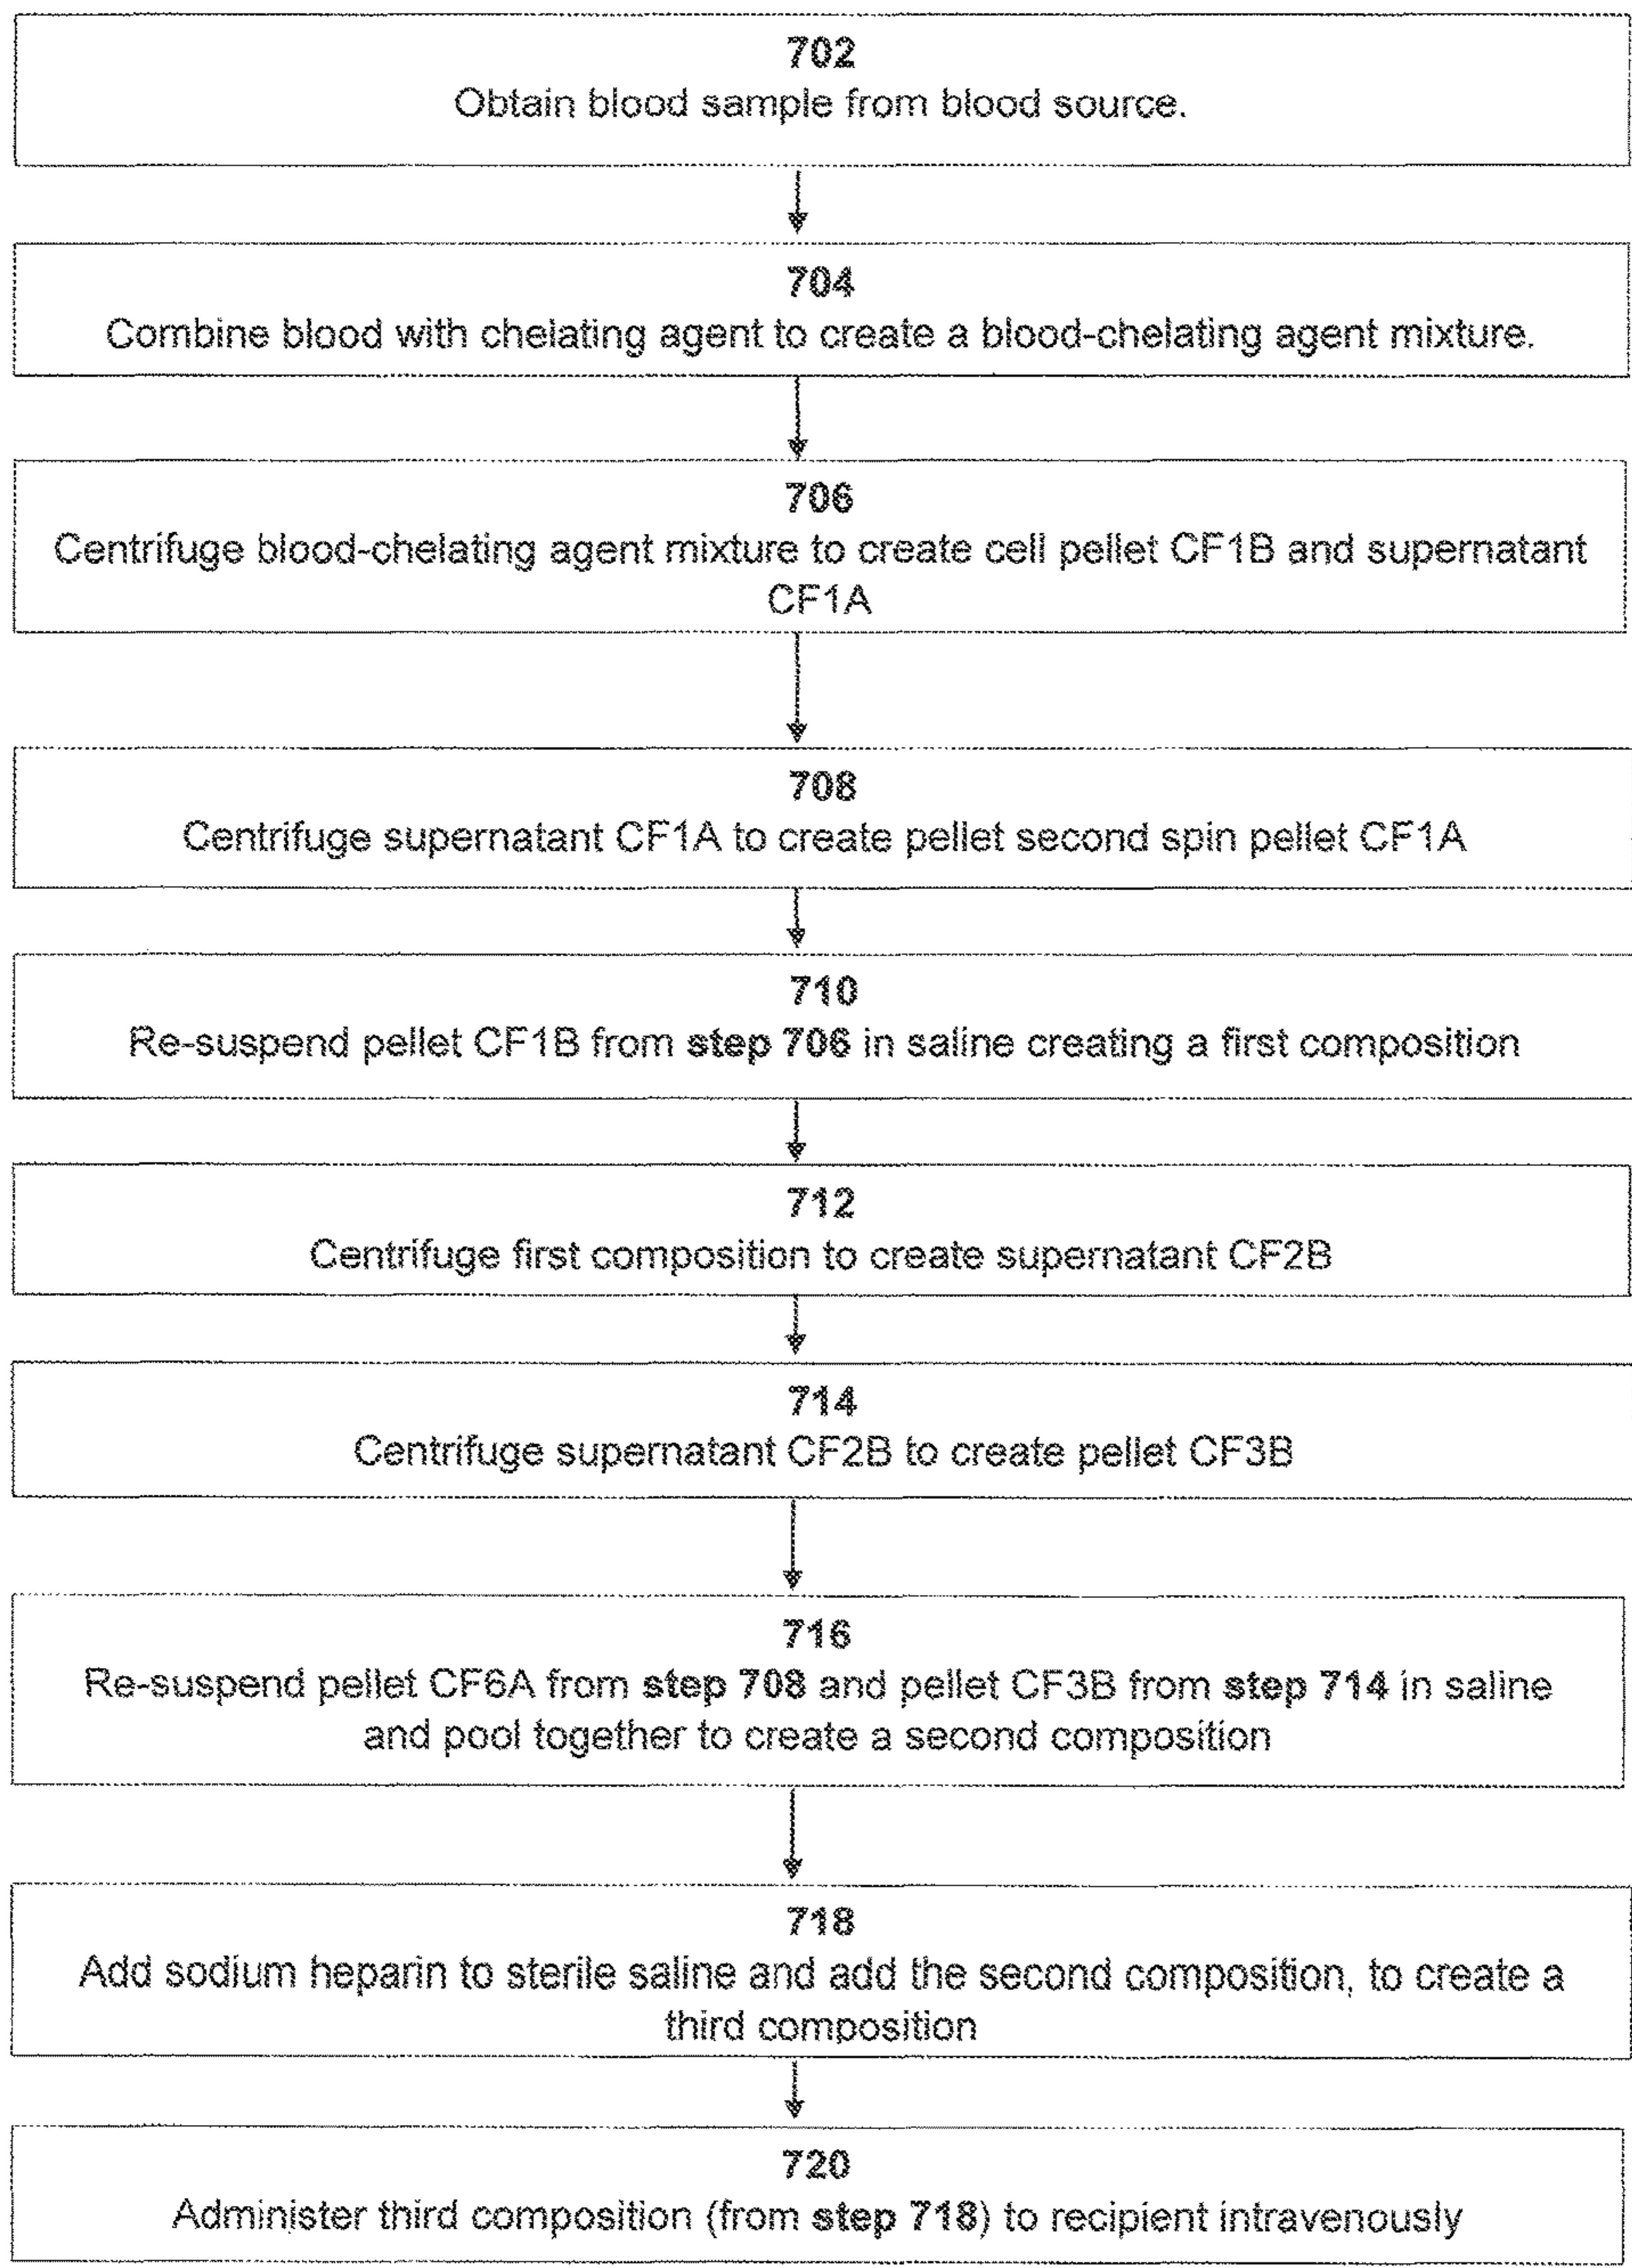 702
Obtain blood sample from blood source.
704
Combine blood with chelating agent to create a blood-chelating agent mixture.
706
Centrifuge blood-chelating agent mixture to create cell pellet CF1B and supernatant
CF1A
708
Centrifuge supernatant CF1A to create pellet second spin pellet CF1A
710
Re-suspend pellet CF1B from step 706 in saline creating a first composition
712
Centrifuge first composition to create supernatant CF2B
714
Centrifuge supernatant CF2B to create pellet CF3B
716
Re-suspend pellet CF6A from step 708 and pellet CF3B from step 714 in saline
and pool together to create a second composition
718
Add sodium heparin to sterile saline and add the second composition, to create a
third composition
720
Administer third composition (from step 718) to recipient intravenously